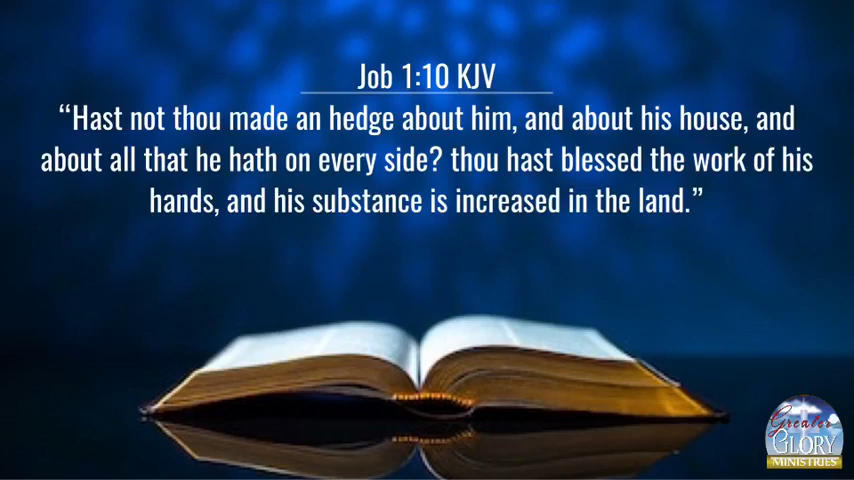 Job 1:10 KJV
“Hast not thou made an hedge about him, and about his house, and
about all that he hath on every side? thou hast blessed the work of his
hands, and his substance is increased in the land.”
Greater
GLORY
MINISTRIES